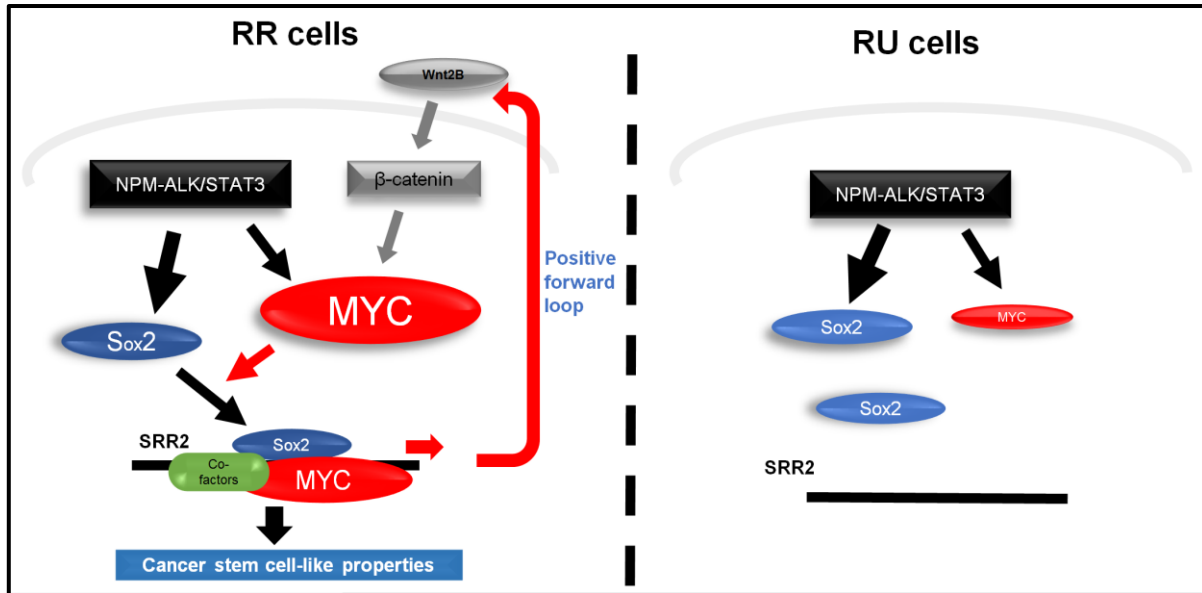 RR cells
Wnt2B
NPM-ALK/STAT3
β-catenin
MYC
Positive
forward
loop
Sox2
SRR2
Sox2
Co-
factors
MYC
Cancer stem cell-like properties
RU cells
NPM-ALK/STAT3
Sox2
MYC
Sox2
SRR2